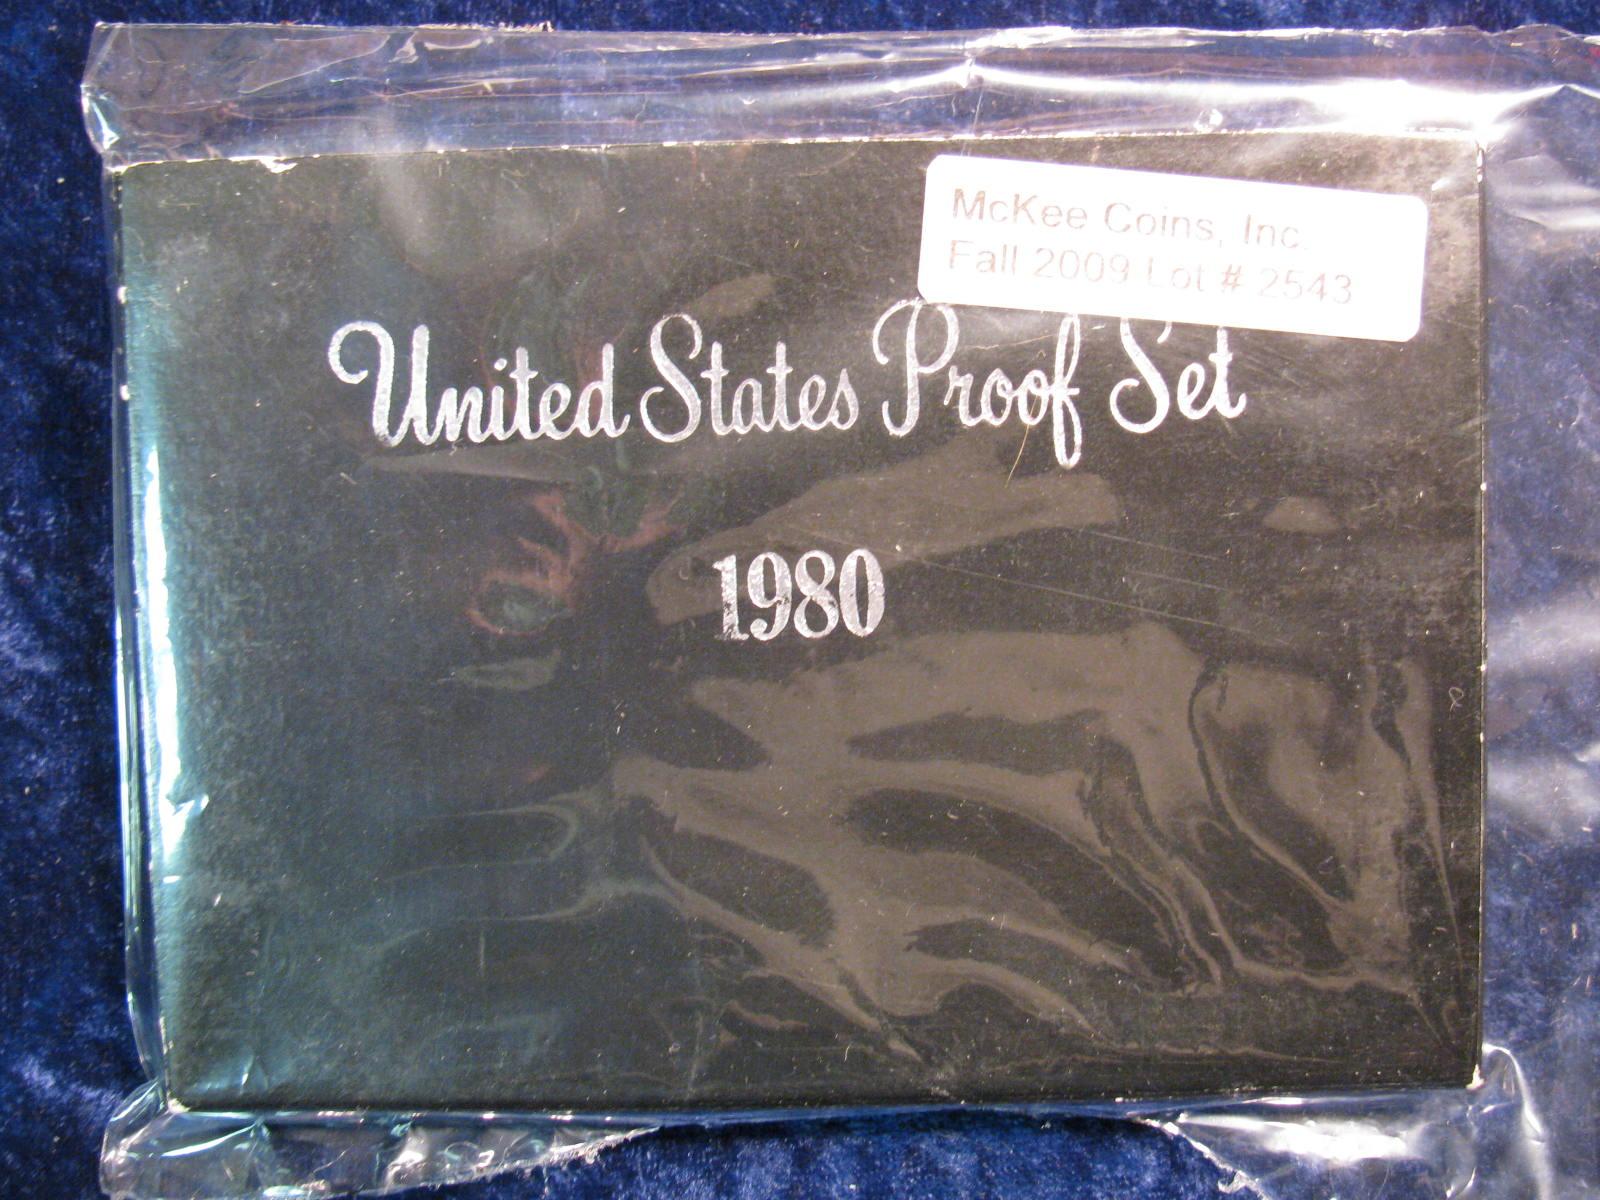 McKee Coins, Inc.
Fall 2009 Lot # 2543
United States Proof Set
1980